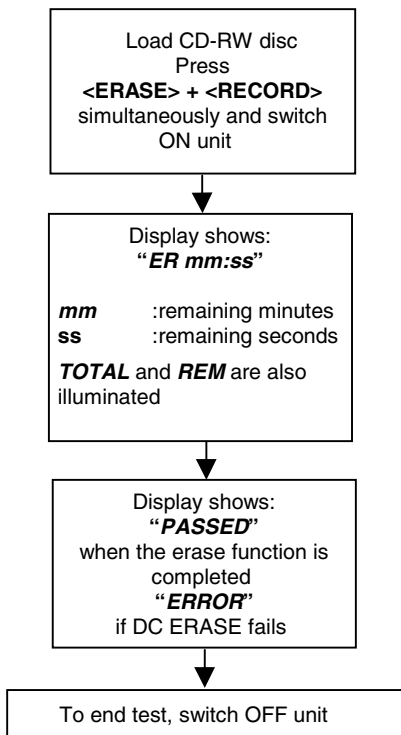 Load CD-RW disc
Press
<ERASE> + <RECORD>
simultaneously and switch
ON unit
Display shows:
“ER mm:ss”
mm :remaining minutes
ss :remaining seconds
TOTAL and REM are also
illuminated
Display shows:
“PASSED”
when the erase function is
completed
“ERROR”
if DC ERASE fails
To end test, switch OFF unit